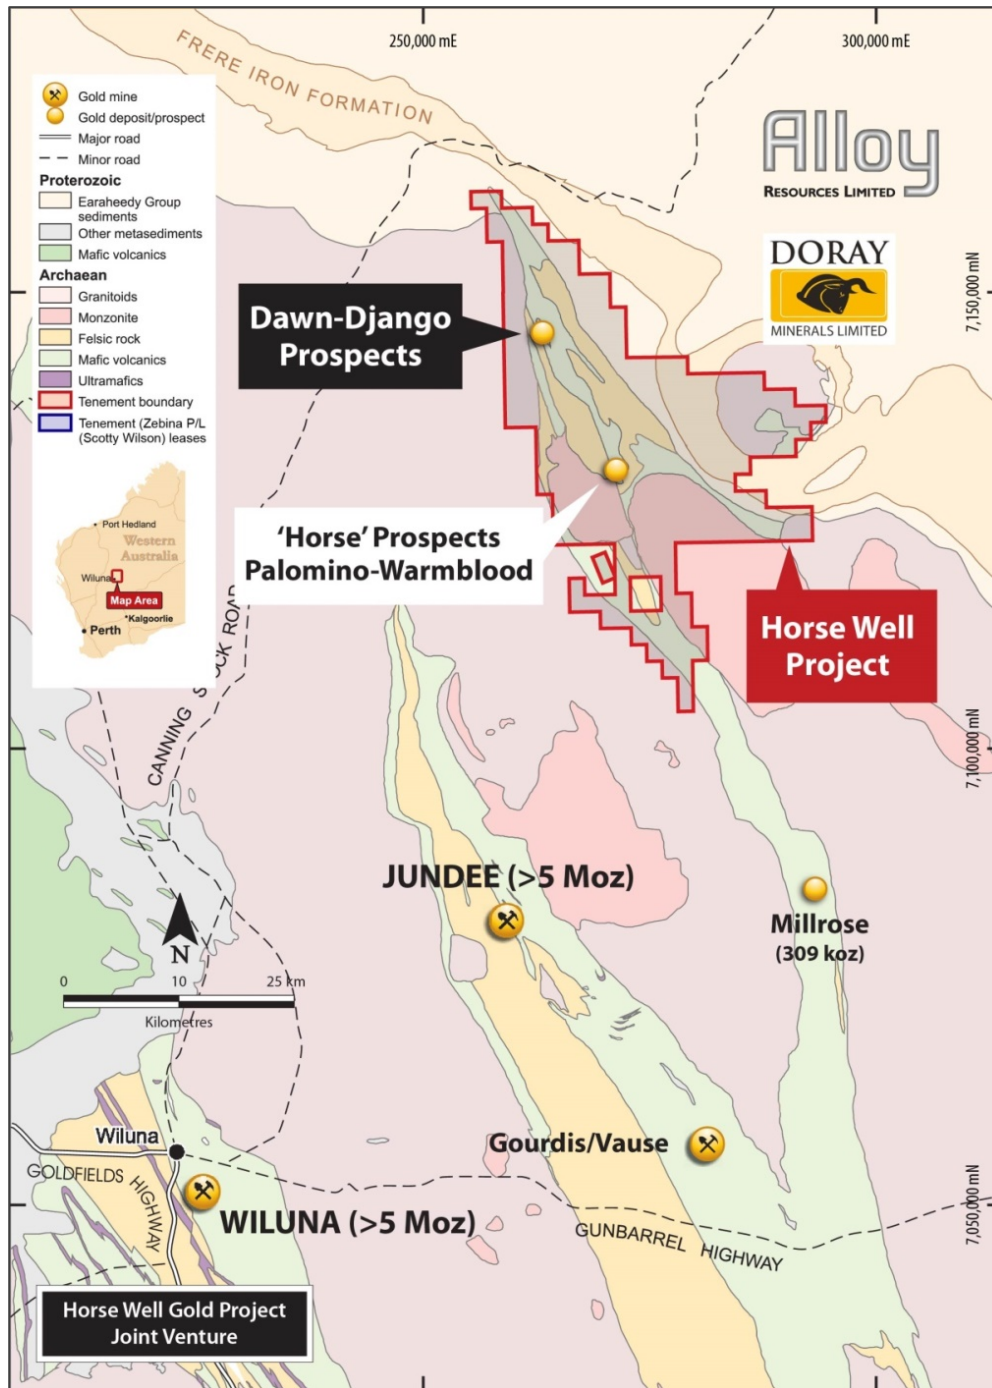 250,000 mE
300,000 mE
FRERE IRON FORMATION
Alloy
RESOURCES LIMITED
DORAY
MINERALS LIMITED
Gold mine
Gold deposit/prospect
Major road
Minor road
Proterozoic
Earaheedy Group
sediments
Other metasediments
Mafic volcanics
Archaean
Granitoids
Monzonite
Felsic rock
Mafic volcanics
Ultramafics
Tenement boundary
Tenement (Zebina P/L
(Scotty Wilson) leases
Port Hedland
Western
Australia
Wiluna
Map Area
Kalgoorlie
Perth
7,150,000 mN
Dawn-Django
Prospects
'Horse' Prospects
Palomino-Warmblood
Horse Well
Project
CANNING STOCK ROAD
7,100,000 mN
JUNDEE (>5 Moz)
Millrose
(309 koz)
N
0 10 25 km
Kilometres
Wiluna
Gourdis/Vause
GOLDFIELDS HIGHWAY
WILUNA (>5 Moz)
GUNBARREL HIGHWAY
7,050,000 mN
Horse Well Gold Project
Joint Venture